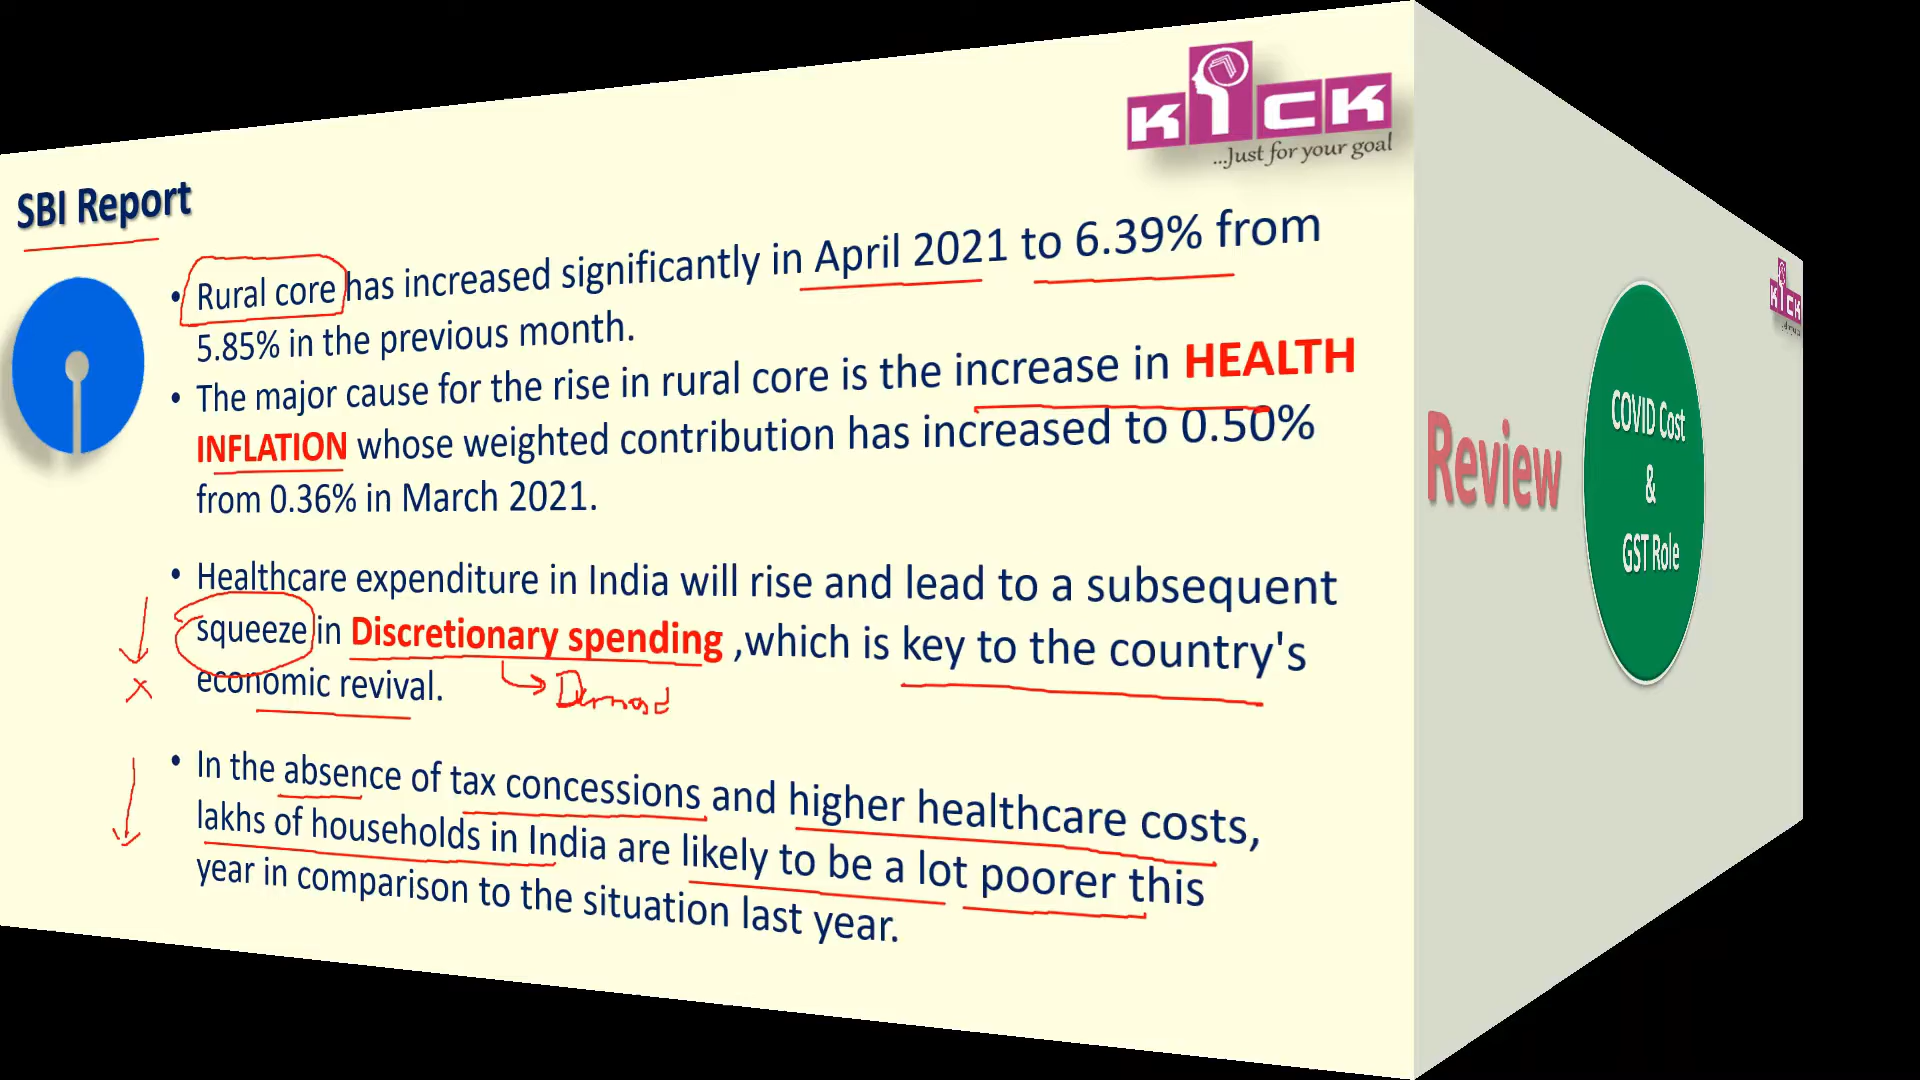 KICK
...Just for your goal
SBI Report
• Rural core has increased significantly in April 2021 to 6.39% from
5.85% in the previous month.
• The major cause for the rise in rural core is the increase in HEALTH
INFLATION whose weighted contribution has increased to 0.50%
from 0.36% in March 2021.
• Healthcare expenditure in India will rise and lead to a subsequent
squeeze in Discretionary spending ,which is key to the country's
economic revival.
Demand
• In the absence of tax concessions and higher healthcare costs,
lakhs of households in India are likely to be a lot poorer this
year in comparison to the situation last year.
KICK
Review
COVID Cost
&
GST Role